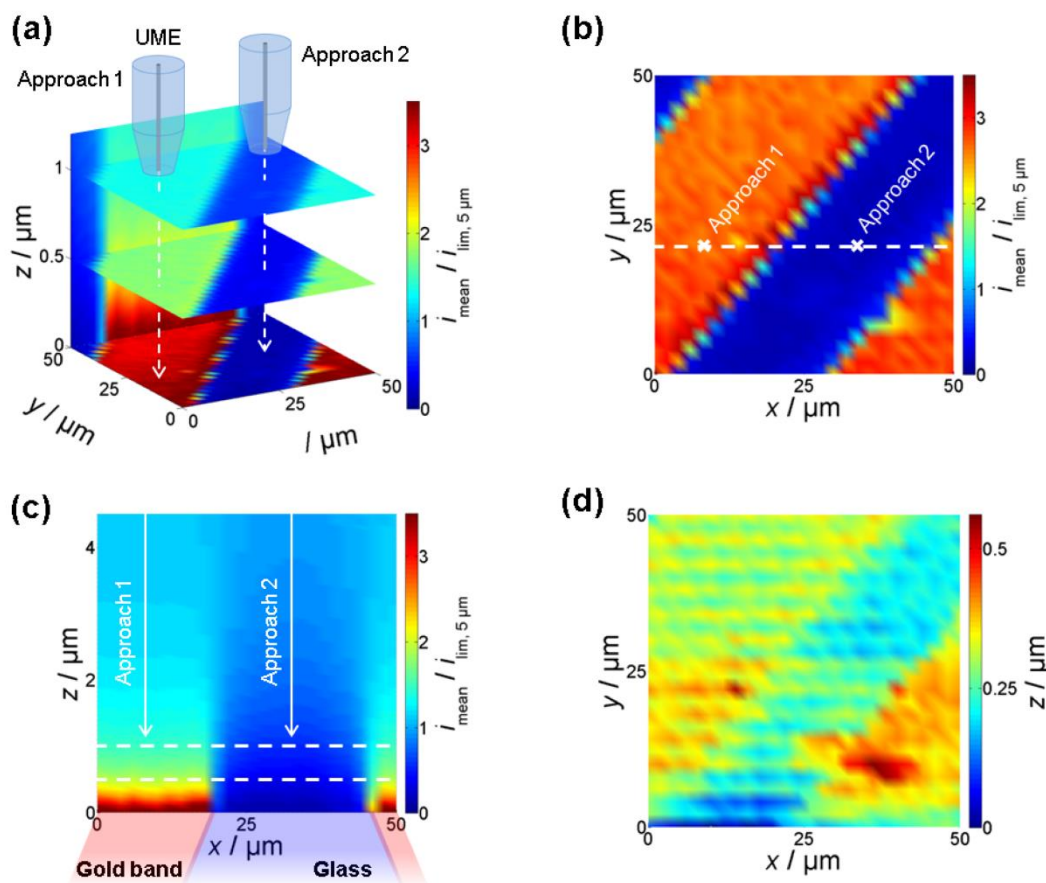 (a)
UME
Approach 1
Approach 2
z / µm
1
0.5
0
50
25
0
y / µm
0
25
50
/ µm
3
2
1
0
i mean / i lim, 5 µm
(b)
50
25
0
y / µm
0
25
50
x / µm
Approach 1
Approach 2
3
2
1
0
i mean / i lim, 5 µm
(c)
4
2
0
z / µm
Approach 1
Approach 2
0
25
50
x / µm
Gold band
Glass
3
2
1
0
i mean / i lim, 5 µm
(d)
50
25
0
y / µm
0
25
50
x / µm
0.5
0.25
0
z / µm